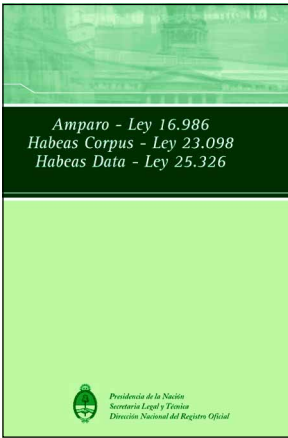 Amparo - Ley 16.986
Habeas Corpus - Ley 23.098
Habeas Data - Ley 25.326
Presidencia de la Nación
Secretaria Legal y Técnica
Dirección Nacional del Registro Oficial